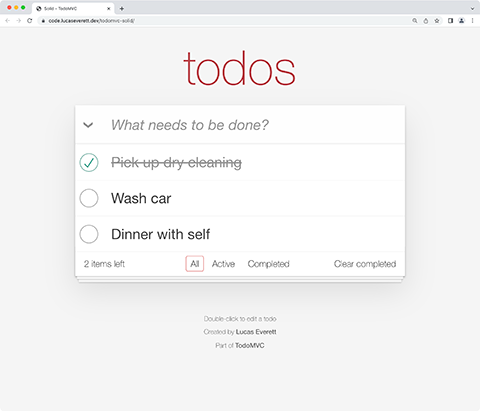 Solid • TodoMVC
code.lucaseverett.dev/todomvc-solid/
todos
What needs to be done?
Pick up dry cleaning
Wash car
Dinner with self
2 items left All Active Completed Clear completed
Double-click to edit a todo
Created by Lucas Everett
Part of TodoMVC